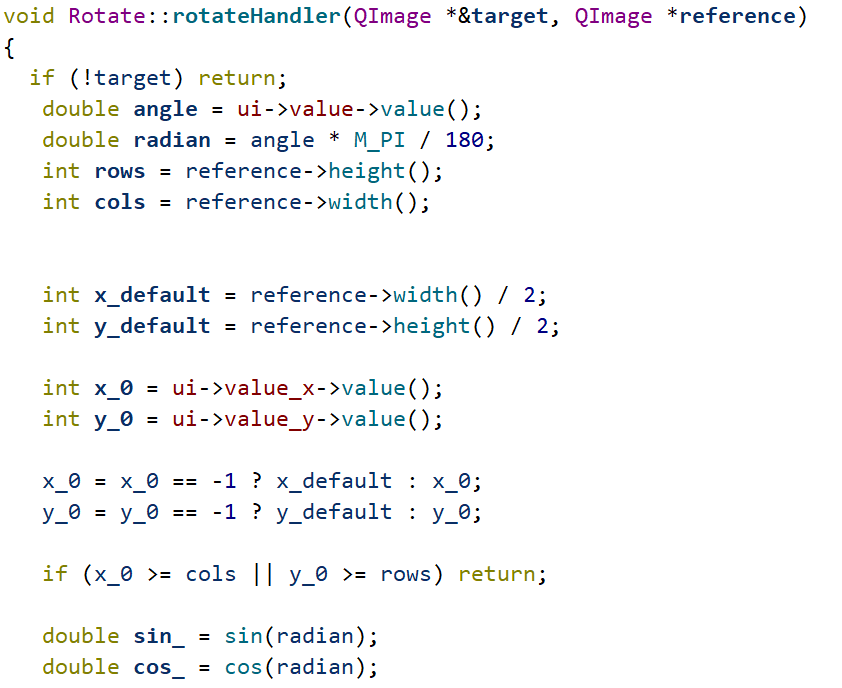 void Rotate::rotateHandler(QImage *&target, QImage *reference)
{
  if (!target) return;
   double angle = ui->value->value();
   double radian = angle * M_PI / 180;
   int rows = reference->height();
   int cols = reference->width();
   int x_default = reference->width() / 2;
   int y_default = reference->height() / 2;
   int x_0 = ui->value_x->value();
   int y_0 = ui->value_y->value();
   x_0 = x_0 == -1 ? x_default : x_0;
   y_0 = y_0 == -1 ? y_default : y_0;
   if (x_0 >= cols || y_0 >= rows) return;
   double sin_ = sin(radian);
   double cos_ = cos(radian);